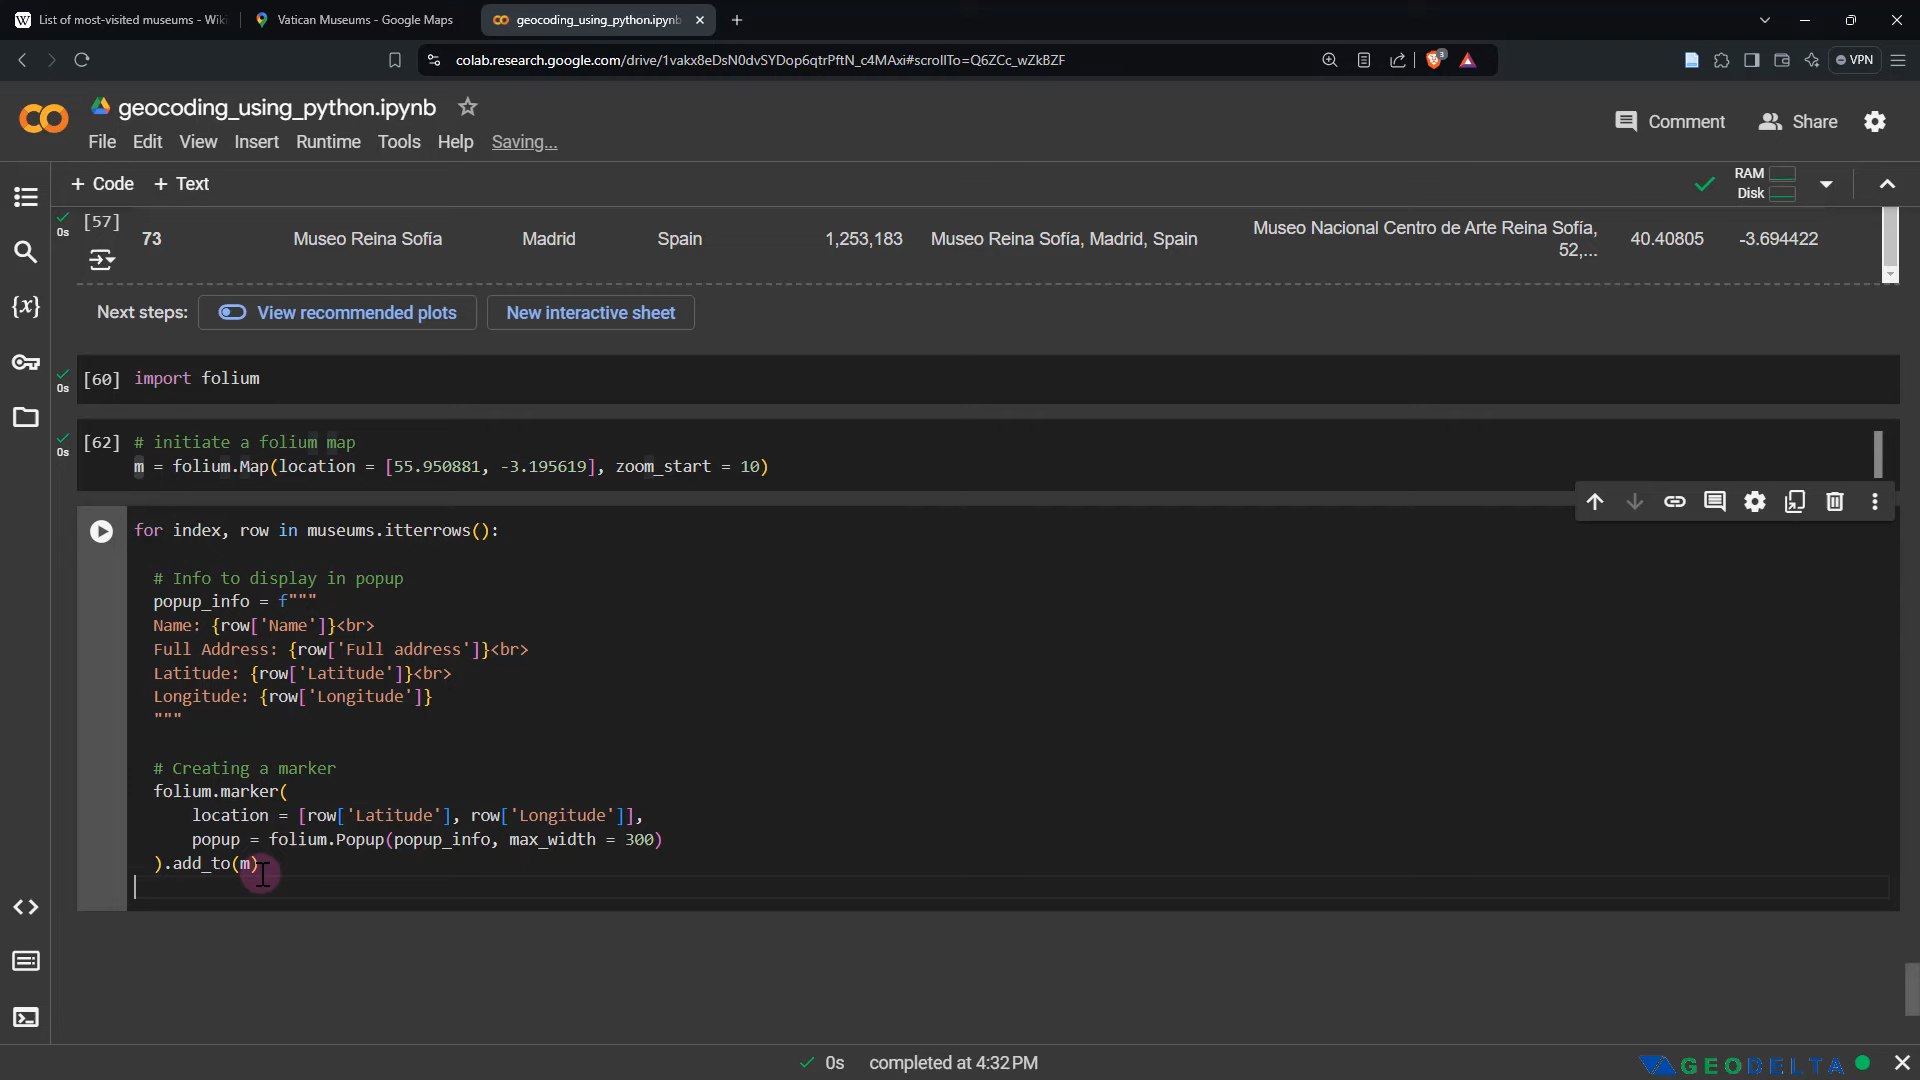 List of most-visited museums - Wiki
Vatican Museums - Google Maps
geocoding_using_python.ipynb
colab.research.google.com/drive/1vakx8eDsN0dvSYDop6qtrPftN_c4MAxi#scrollTo=Q6ZCc_wZkBZF
3
VPN
geocoding_using_python.ipynb
Comment
Share
File Edit View Insert Runtime Tools Help Saving...
+ Code + Text
RAM
Disk
[57]
0s
73 Museo Reina Sofía Madrid Spain 1,253,183 Museo Reina Sofía, Madrid, Spain Museo Nacional Centro de Arte Reina Sofía, 40.40805 -3.694422
52,...
Next steps: View recommended plots New interactive sheet
[60] import folium
0s
[62] # initiate a folium map
0s
m = folium.Map(location = [55.950881, -3.195619], zoom_start = 10)
for index, row in museums.itterrows():
# Info to display in popup
popup_info = f"""
Name: {row['Name']}<br>
Full Address: {row['Full address']}<br>
Latitude: {row['Latitude']}<br>
Longitude: {row['Longitude']}
"""
# Creating a marker
folium.marker(
location = [row['Latitude'], row['Longitude']],
popup = folium.Popup(popup_info, max_width = 300)
).add_to(m)
0s completed at 4:32 PM
GEODELTA